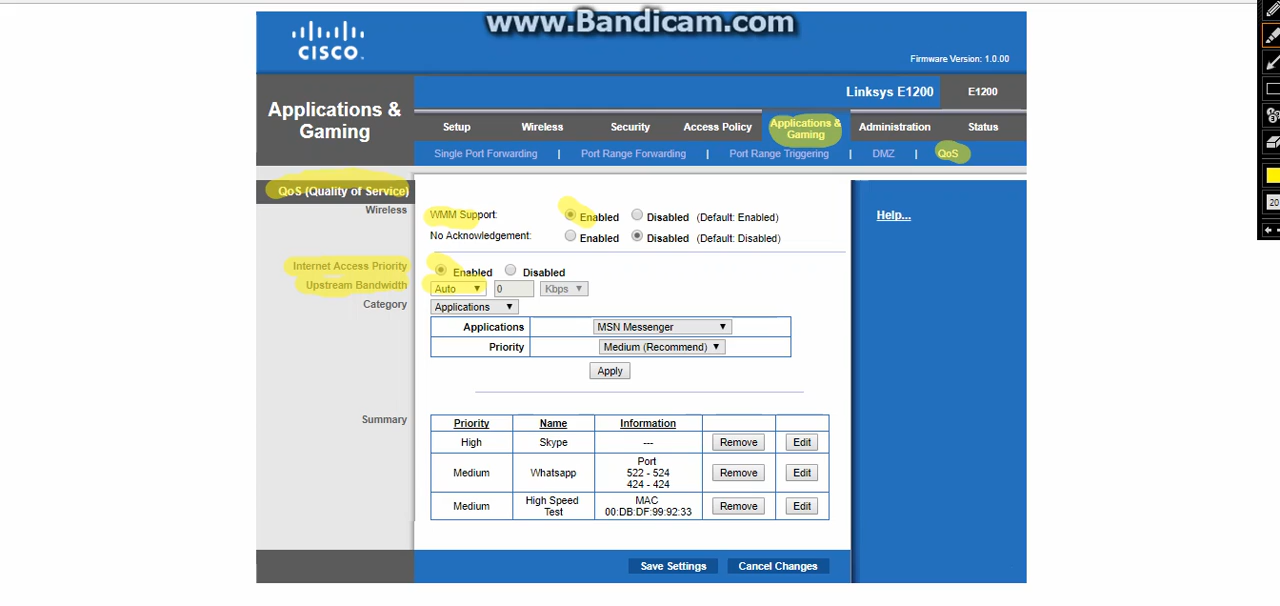 www.Bandicam.com
CISCO.
Firmware Version: 1.0.00
Linksys E1200 E1200
Applications & Gaming
Setup Wireless Security Access Policy Applications & Gaming Administration Status
Single Port Forwarding | Port Range Forwarding | Port Range Triggering | DMZ | QoS
QoS (Quality of Service)
Wireless
WMM Support: Enabled Disabled (Default: Enabled)
No Acknowledgement: Enabled Disabled (Default: Disabled)
Help...
Internet Access Priority Enabled Disabled
Upstream Bandwidth Auto 0 Kbps
Category Applications
Applications MSN Messenger
Priority Medium (Recommend)
Apply
Summary
Priority Name Information
High Skype --- Remove Edit
Medium Whatsapp Port 522 - 524 424 - 424 Remove Edit
Medium High Speed Test MAC 00:DB:DF:99:92:33 Remove Edit
Save Settings Cancel Changes
20